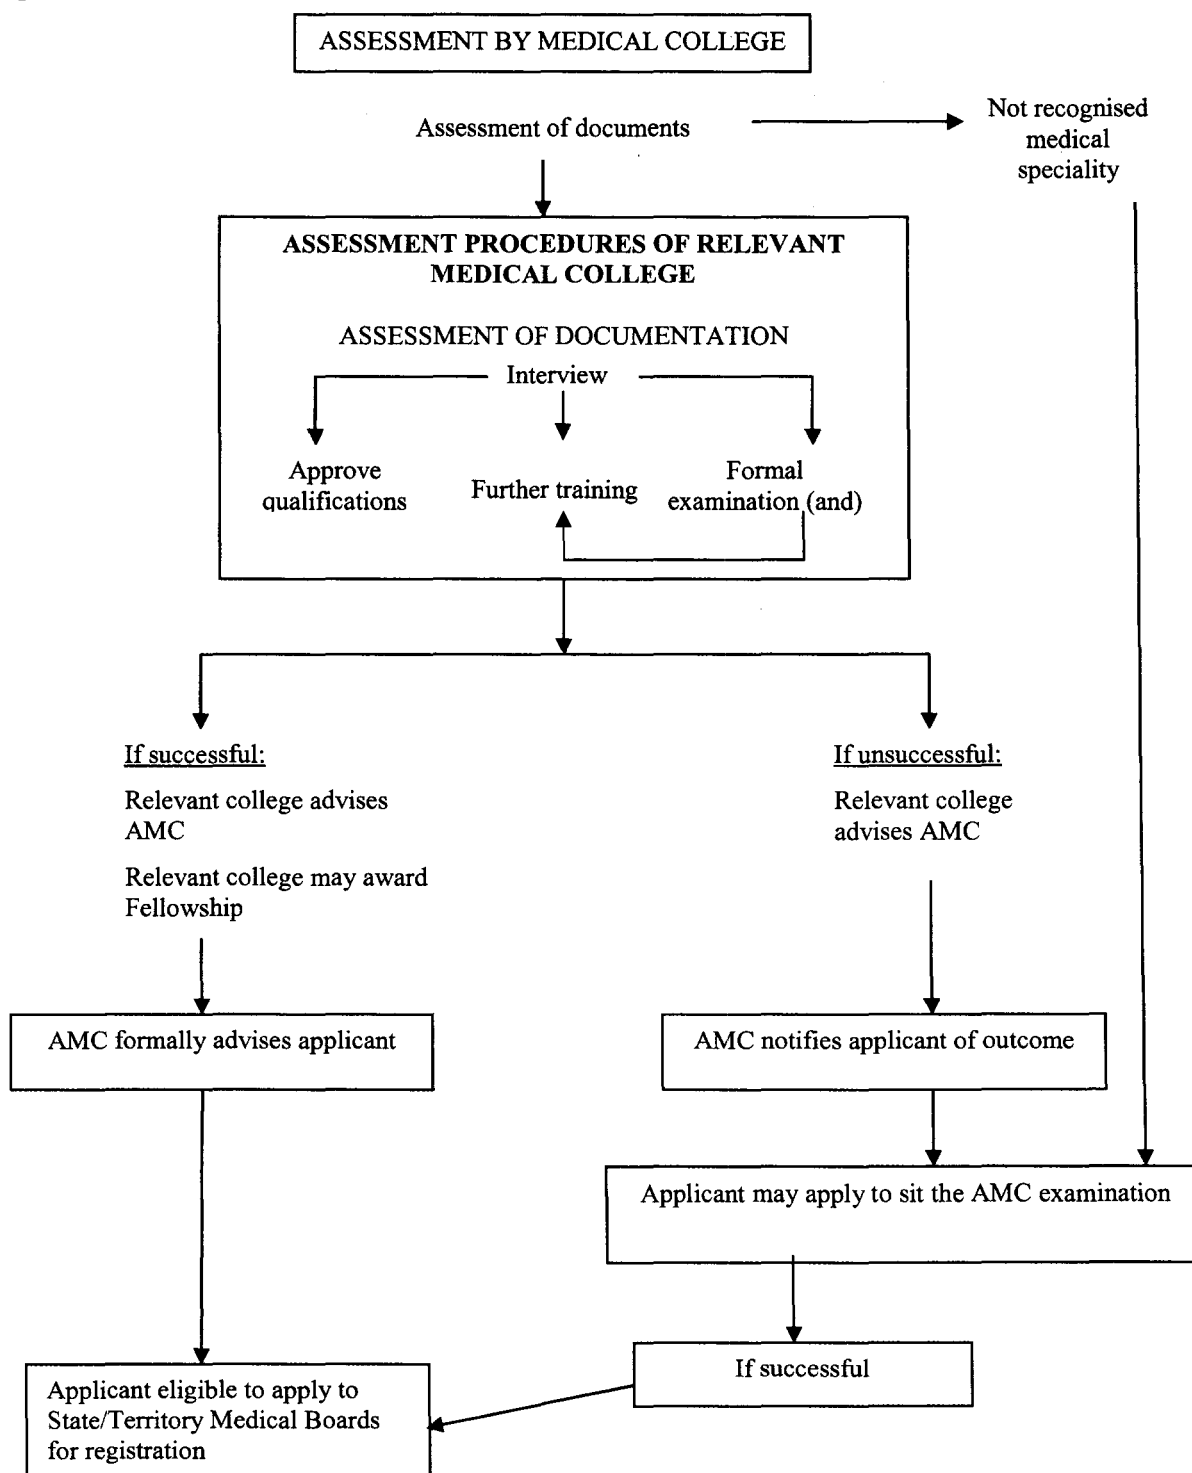 ASSESSMENT BY MEDICAL COLLEGE
Assessment of documents
Not recognised
medical
speciality
ASSESSMENT PROCEDURES OF RELEVANT
MEDICAL COLLEGE
ASSESSMENT OF DOCUMENTATION
Interview
Approve
qualifications
Further training
Formal
examination (and)
If successful:
Relevant college advises
AMC
Relevant college may award
Fellowship
If unsuccessful:
Relevant college
advises AMC
AMC formally advises applicant
AMC notifies applicant of outcome
Applicant may apply to sit the AMC examination
If successful
Applicant eligible to apply to
State/Territory Medical Boards
for registration